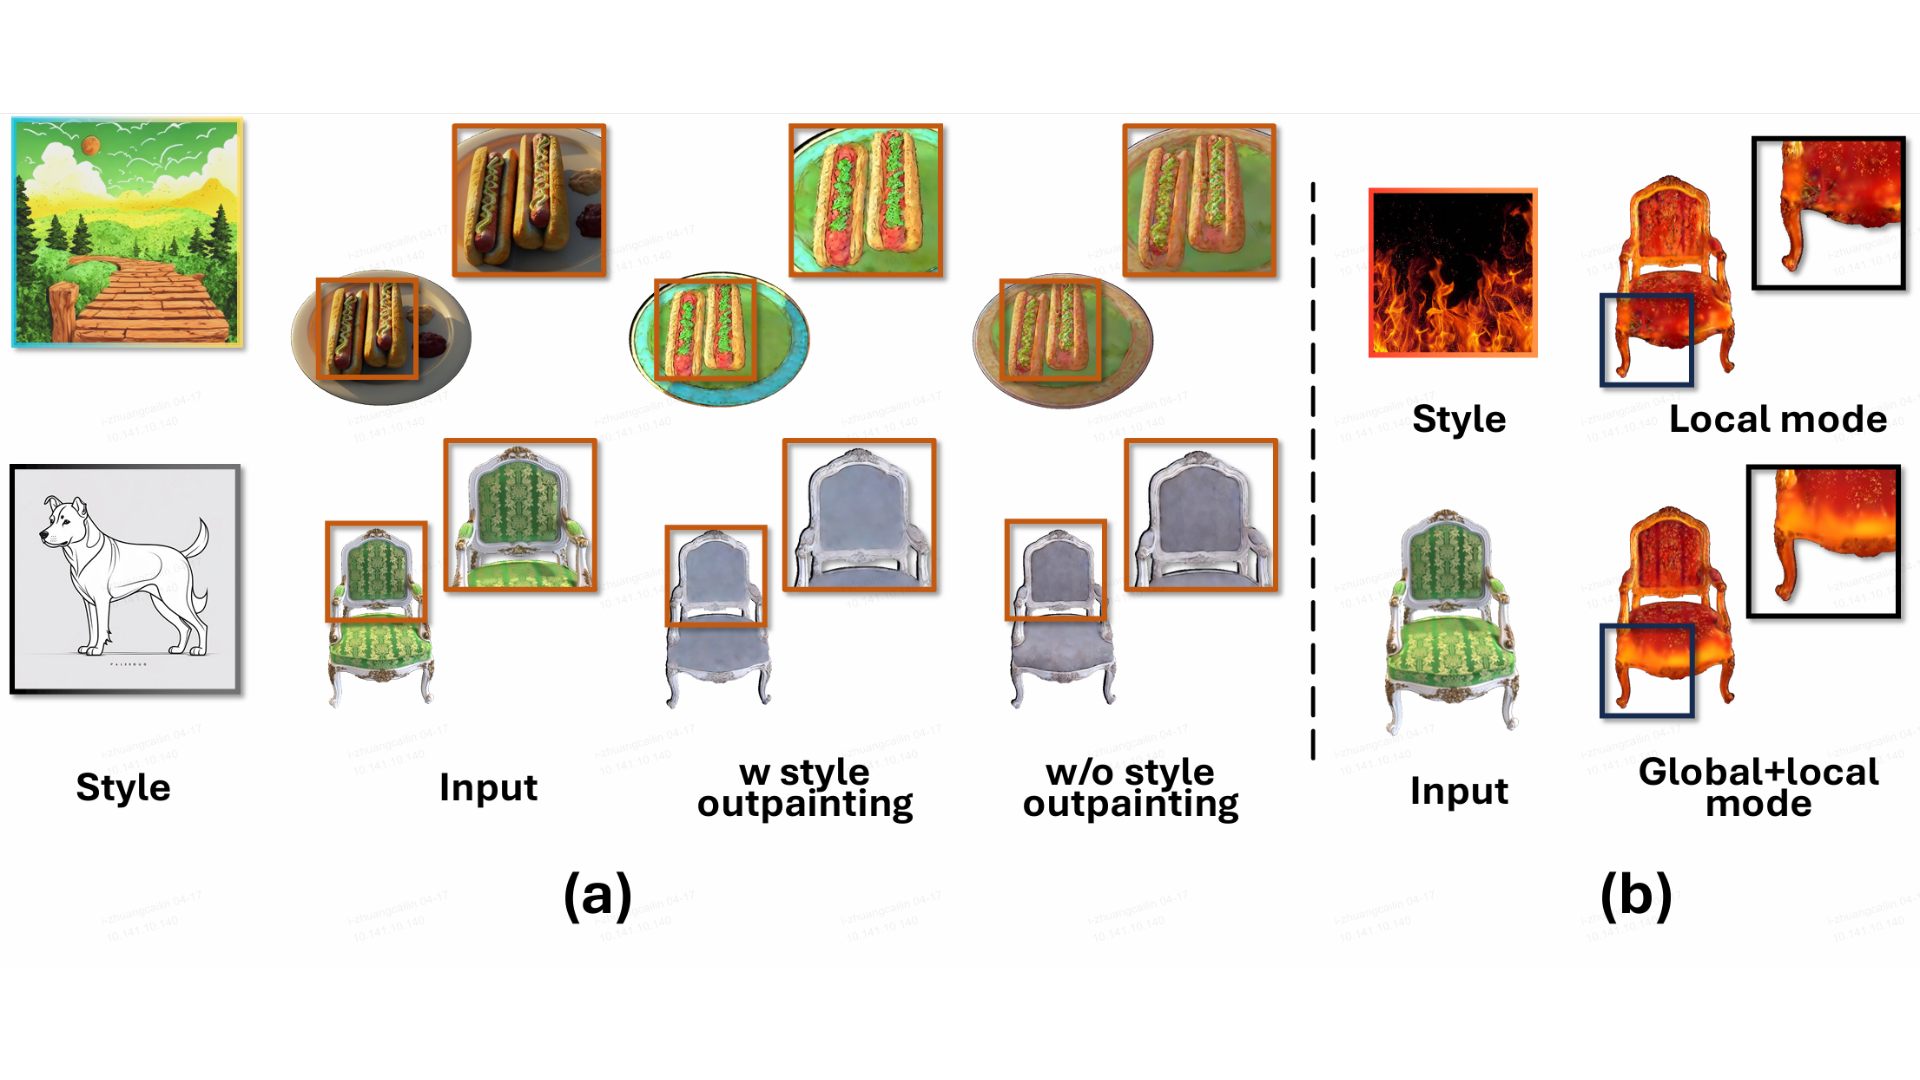 Style
Local mode
Style
Input
w style
outpainting
w/o style
outpainting
Input
Global+local
mode
(a)
(b)